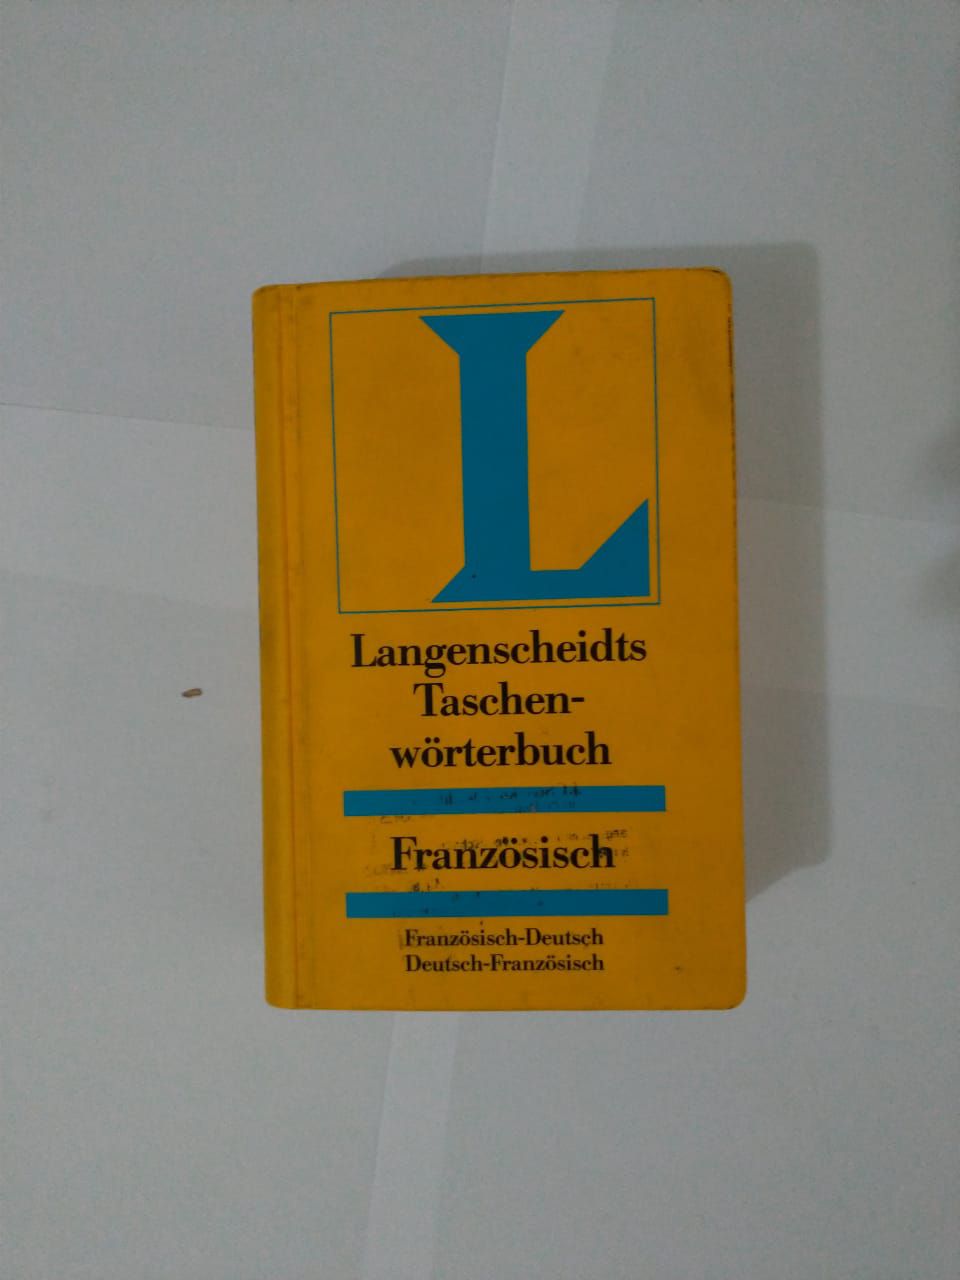 L
Langenscheidts
Taschen-
wörterbuch
Französisch
Französisch-Deutsch
Deutsch-Französisch